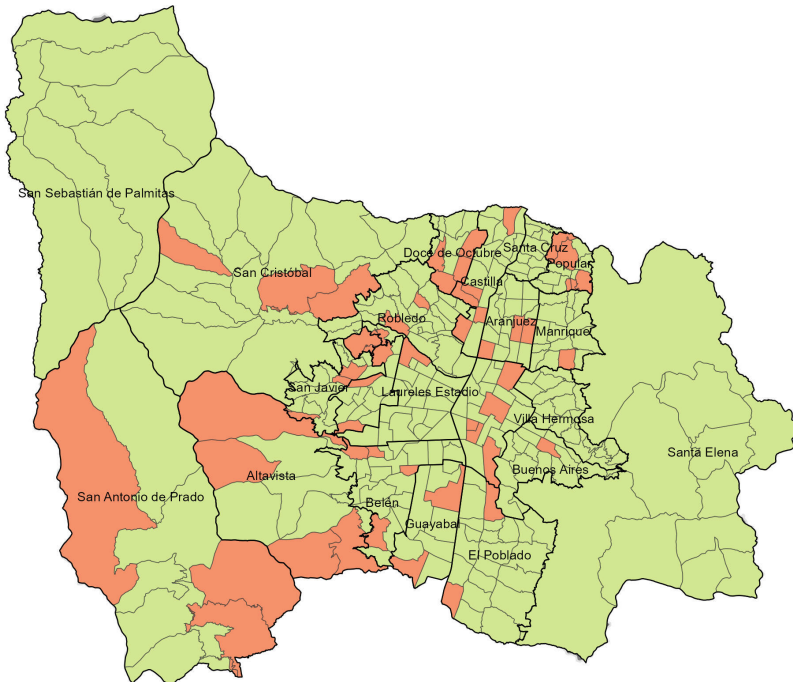 San Sebastián de Palmitas
San Cristóbal
Doce de Octubre
Santa Cruz
Popular
Castilla
Robledo
Aranjuez
Manrique
San Javier
Laureles Estadio
Villa Hermosa
Buenos Aires
Santa Elena
Altavista
San Antonio de Prado
Belén
Guayabal
El Poblado